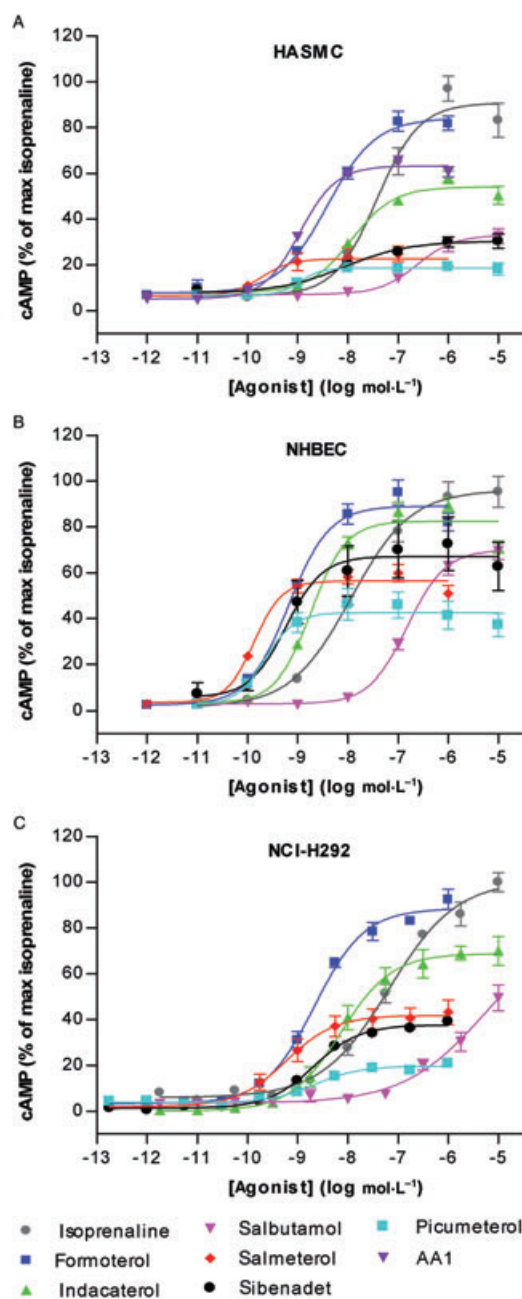 A
HASMC
cAMP (% of max isoprenaline)
120
100
80
60
40
20
0
-13 -12 -11 -10 -9 -8 -7 -6 -5
[Agonist] (log mol·L⁻¹)
B
NHBEC
cAMP (% of max isoprenaline)
120
100
80
60
40
20
0
-13 -12 -11 -10 -9 -8 -7 -6 -5
[Agonist] (log mol·L⁻¹)
C
NCI-H292
cAMP (% of max isoprenaline)
120
100
80
60
40
20
0
-13 -12 -11 -10 -9 -8 -7 -6 -5
[Agonist] (log mol·L⁻¹)
Isoprenaline Salbutamol Picumeterol
Formoterol Salmeterol AA1
Indacaterol Sibenadet